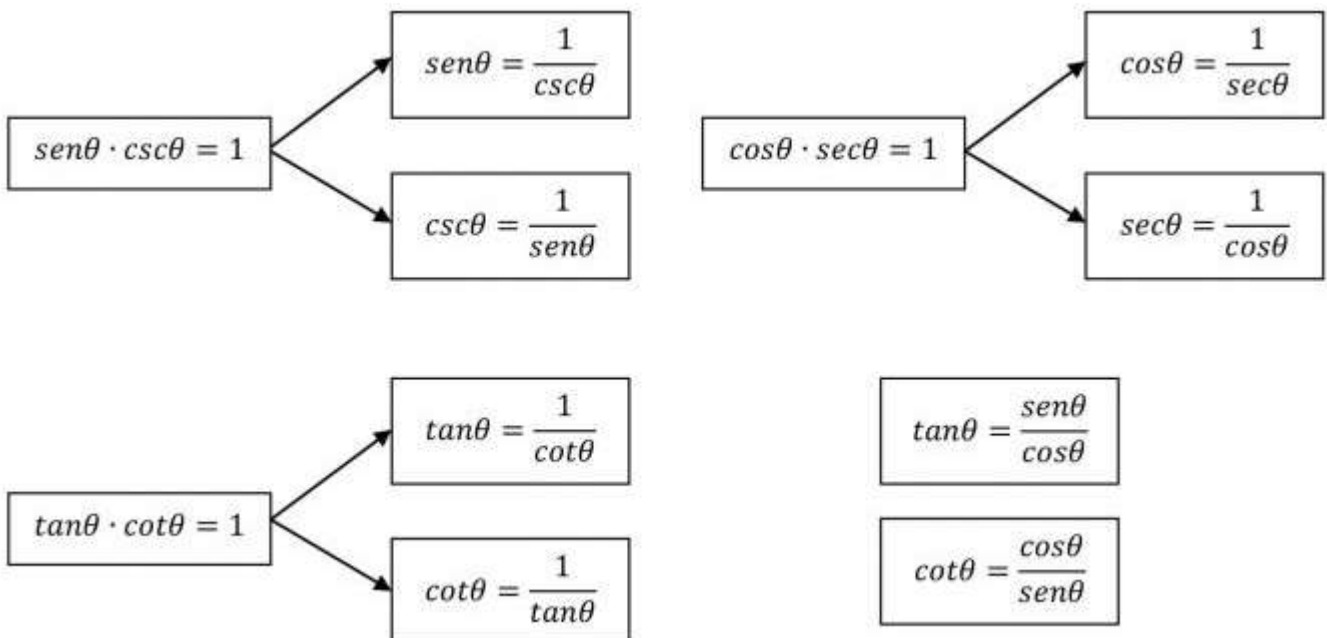 senθ · cscθ = 1
senθ = 1/cscθ
cscθ = 1/senθ
cosθ · secθ = 1
cosθ = 1/secθ
secθ = 1/cosθ
tanθ · cotθ = 1
tanθ = 1/cotθ
cotθ = 1/tanθ
tanθ = senθ/cosθ
cotθ = cosθ/senθ